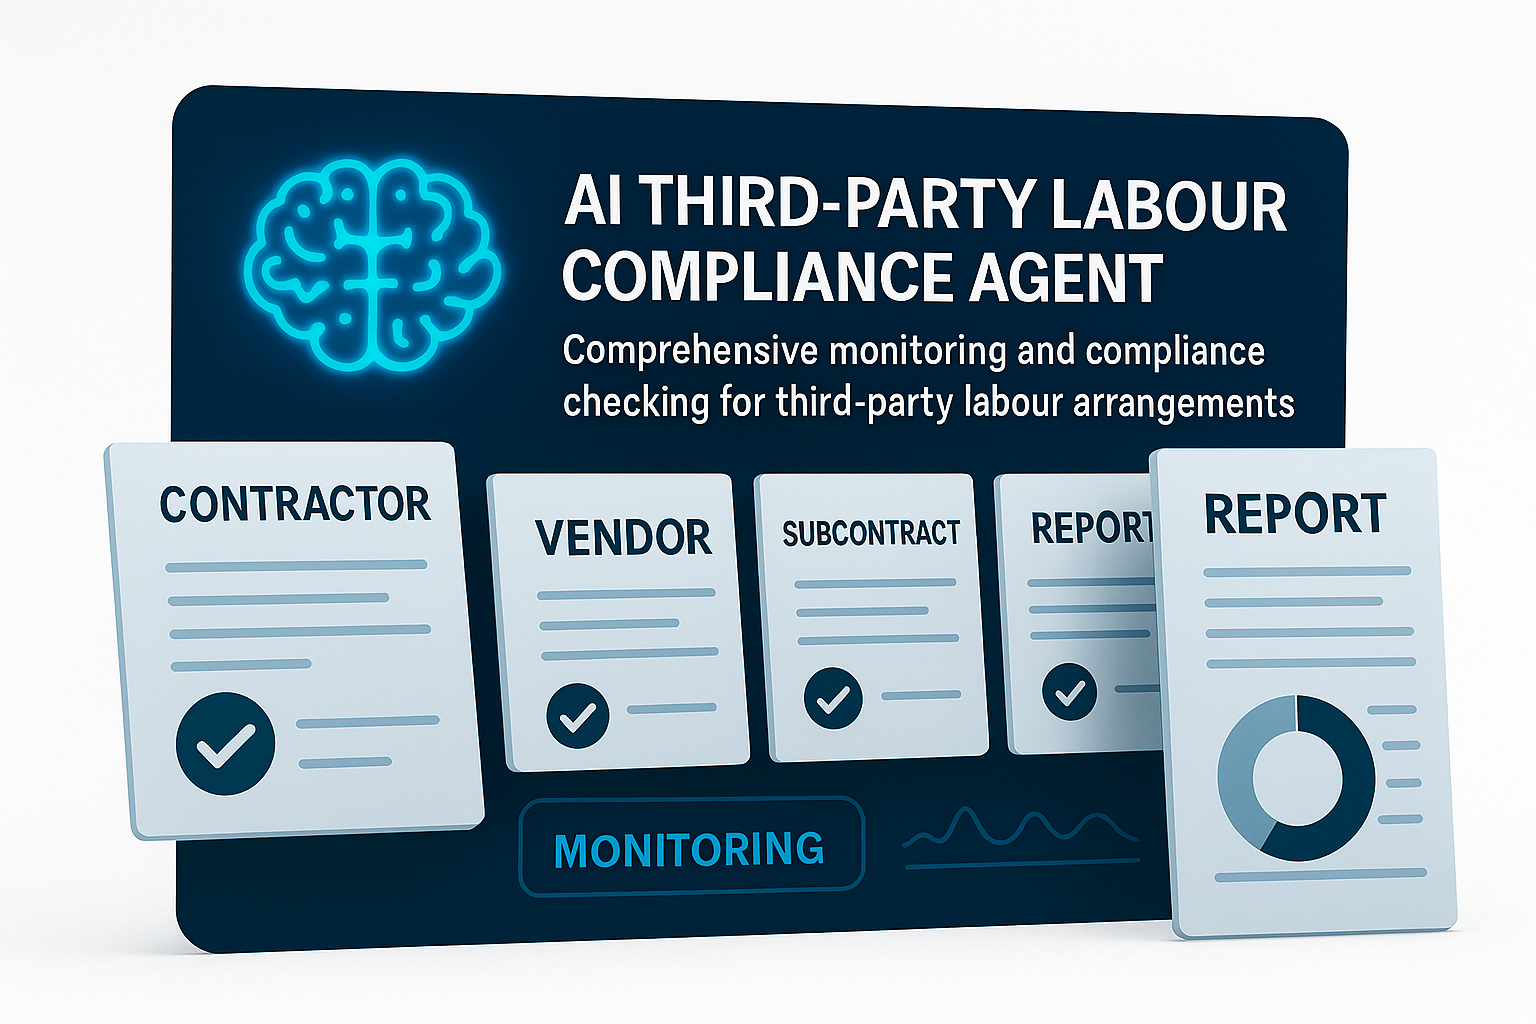 AI THIRD-PARTY LABOUR
COMPLIANCE AGENT
Comprehensive monitoring and compliance
checking for third-party labour arrangements
CONTRACTOR
VENDOR
SUBCONTRACT
REPORT
REPORT
MONITORING